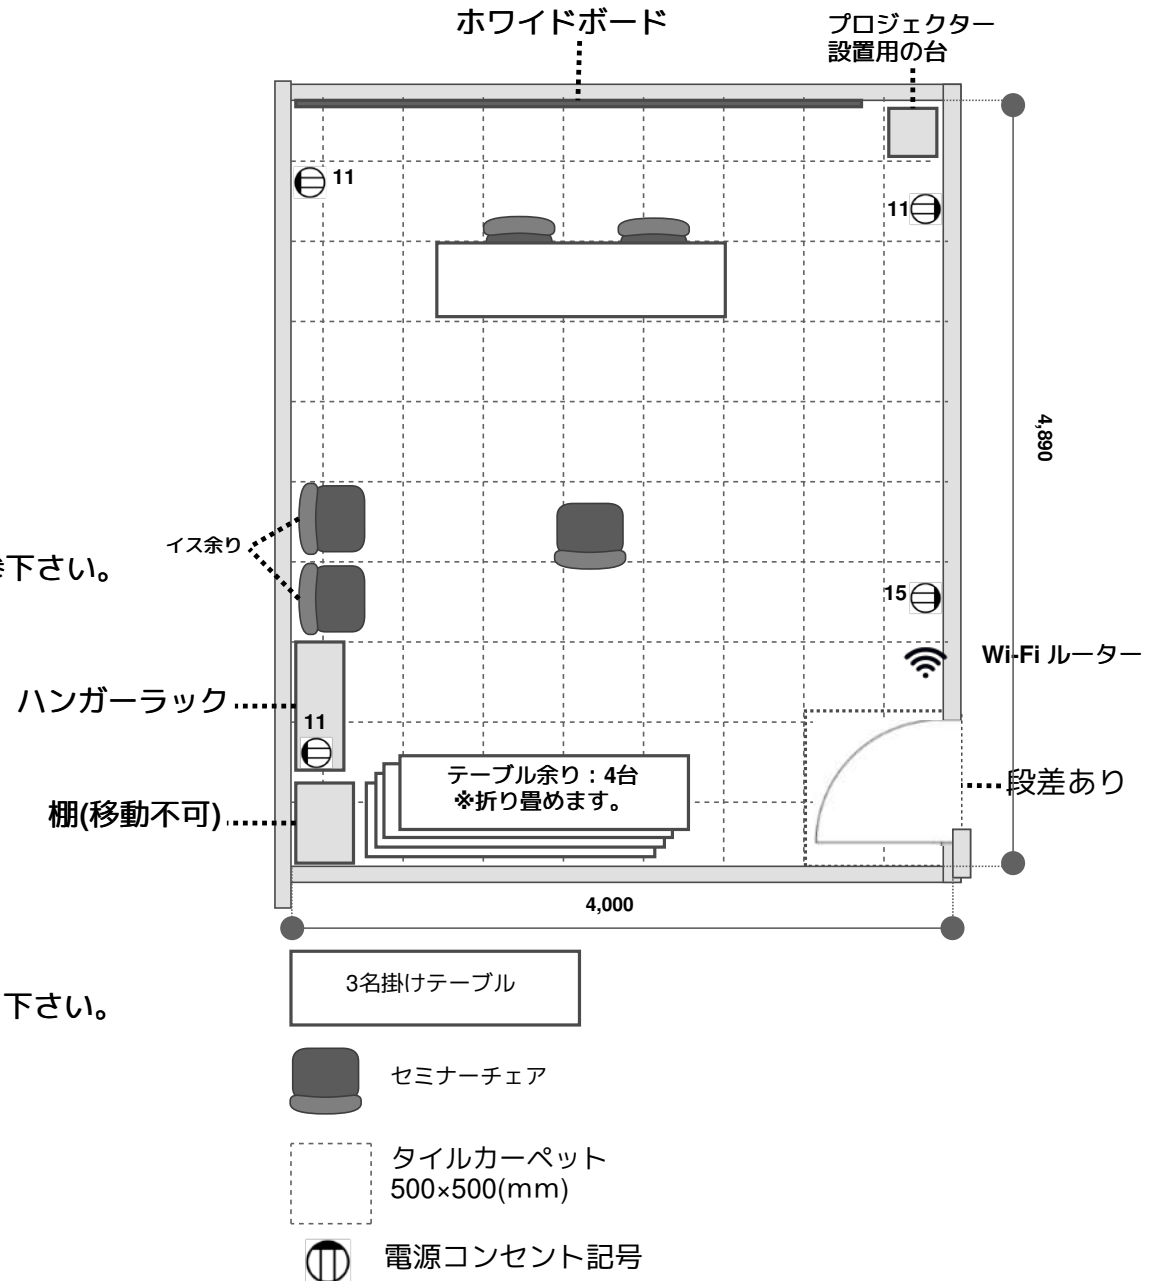 ホワイドボード
プロジェクター
設置用の台
11
11
4,890
イス余り
下さい。
15
Wi-Fi ルーター
ハンガーラック
11
テーブル余り：4台
※折り畳めます。
段差あり
棚(移動不可)
4,000
3名掛けテーブル
下さい。
セミナーチェア
タイルカーペット
500×500(mm)
電源コンセント記号